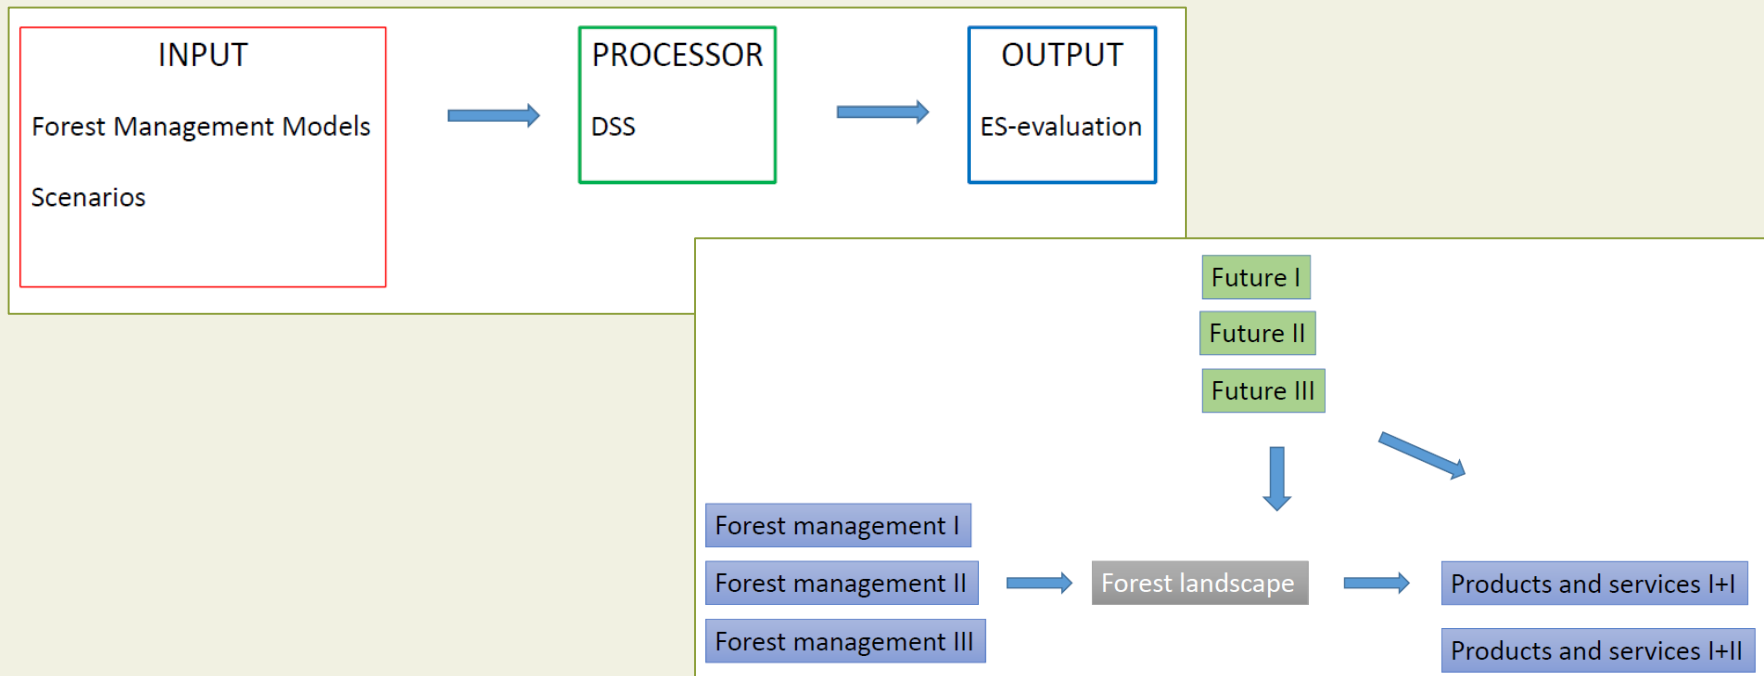 INPUT
Forest Management Models
Scenarios
PROCESSOR
DSS
OUTPUT
ES-evaluation
Future I
Future II
Future III
Forest management I
Forest management II
Forest management III
Forest landscape
Products and services I+I
Products and services I+II